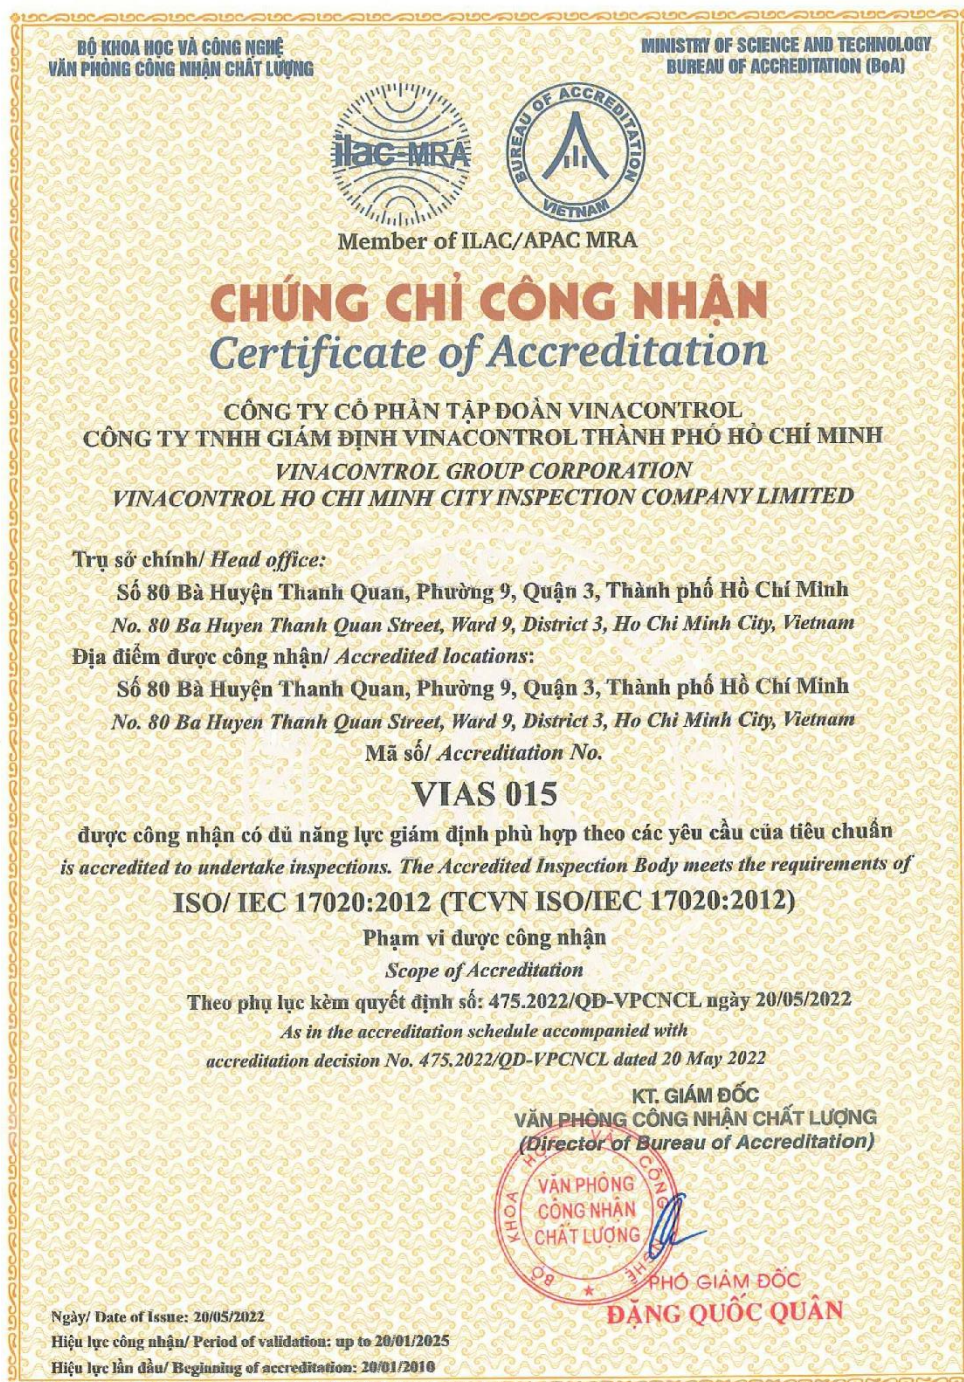 BỘ KHOA HỌC VÀ CÔNG NGHỆ
VĂN PHÒNG CÔNG NHẬN CHẤT LƯỢNG
MINISTRY OF SCIENCE AND TECHNOLOGY
BUREAU OF ACCREDITATION (BoA)
ilac-MRA
BUREAU OF ACCREDITATION
VIETNAM
Member of ILAC/APAC MRA
CHỨNG CHỈ CÔNG NHẬN
Certificate of Accreditation
CÔNG TY CỔ PHẦN TẬP ĐOÀN VINACONTROL
CÔNG TY TNHH GIÁM ĐỊNH VINACONTROL THÀNH PHỐ HỒ CHÍ MINH
VINACONTROL GROUP CORPORATION
VINACONTROL HO CHI MINH CITY INSPECTION COMPANY LIMITED
Trụ sở chính/ Head office:
Số 80 Bà Huyện Thanh Quan, Phường 9, Quận 3, Thành phố Hồ Chí Minh
No. 80 Ba Huyen Thanh Quan Street, Ward 9, District 3, Ho Chi Minh City, Vietnam
Địa điểm được công nhận/ Accredited locations:
Số 80 Bà Huyện Thanh Quan, Phường 9, Quận 3, Thành phố Hồ Chí Minh
No. 80 Ba Huyen Thanh Quan Street, Ward 9, District 3, Ho Chi Minh City, Vietnam
Mã số/ Accreditation No.
VIAS 015
được công nhận có đủ năng lực giám định phù hợp theo các yêu cầu của tiêu chuẩn
is accredited to undertake inspections. The Accredited Inspection Body meets the requirements of
ISO/ IEC 17020:2012 (TCVN ISO/IEC 17020:2012)
Phạm vi được công nhận
Scope of Accreditation
Theo phụ lục kèm quyết định số: 475.2022/QĐ-VPCNCL ngày 20/05/2022
As in the accreditation schedule accompanied with
accreditation decision No. 475.2022/QD-VPCNCL dated 20 May 2022
KT. GIÁM ĐỐC
VĂN PHÒNG CÔNG NHẬN CHẤT LƯỢNG
(Director of Bureau of Accreditation)
BỘ KHOA HỌC VÀ CÔNG NGHỆ
VĂN PHÒNG
CÔNG NHẬN
CHẤT LƯỢNG
PHÓ GIÁM ĐỐC
ĐẶNG QUỐC QUÂN
Ngày/ Date of Issue: 20/05/2022
Hiệu lực công nhận/ Period of validation: up to 20/01/2025
Hiệu lực lần đầu/ Beginning of accreditation: 20/01/2010